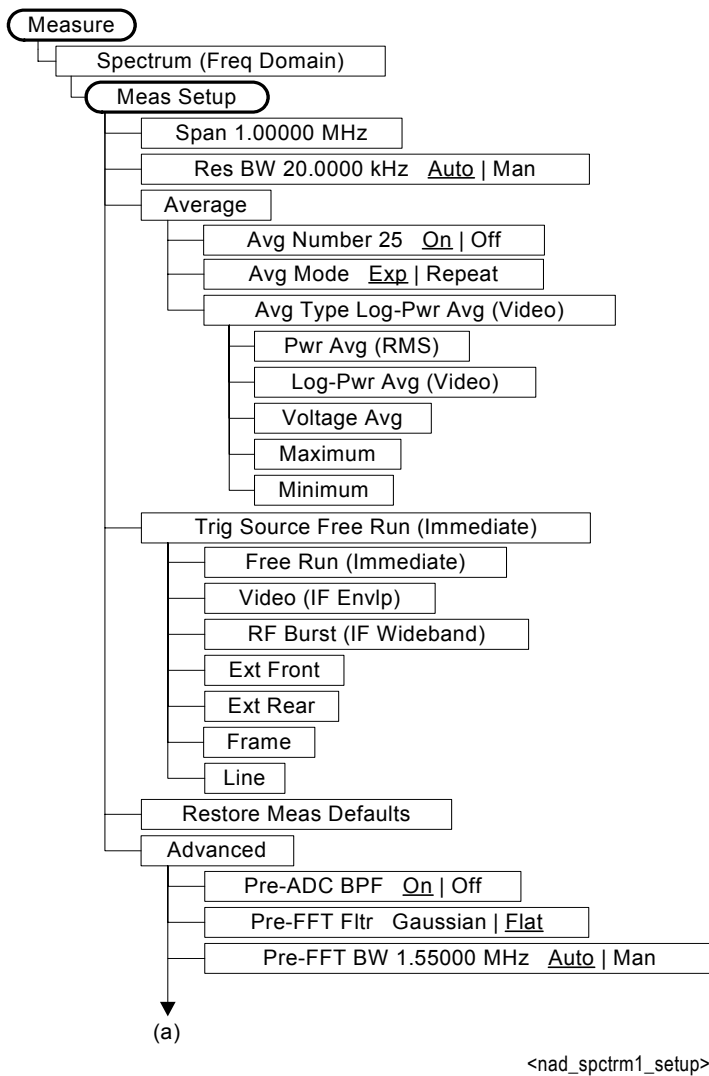 Measure
Spectrum (Freq Domain)
Meas Setup
Span 1.00000 MHz
Res BW 20.0000 kHz Auto | Man
Average
Avg Number 25 On | Off
Avg Mode Exp | Repeat
Avg Type Log-Pwr Avg (Video)
Pwr Avg (RMS)
Log-Pwr Avg (Video)
Voltage Avg
Maximum
Minimum
Trig Source Free Run (Immediate)
Free Run (Immediate)
Video (IF Envlp)
RF Burst (IF Wideband)
Ext Front
Ext Rear
Frame
Line
Restore Meas Defaults
Advanced
Pre-ADC BPF On | Off
Pre-FFT Fltr Gaussian | Flat
Pre-FFT BW 1.55000 MHz Auto | Man
(a)
<nad_spctrm1_setup>